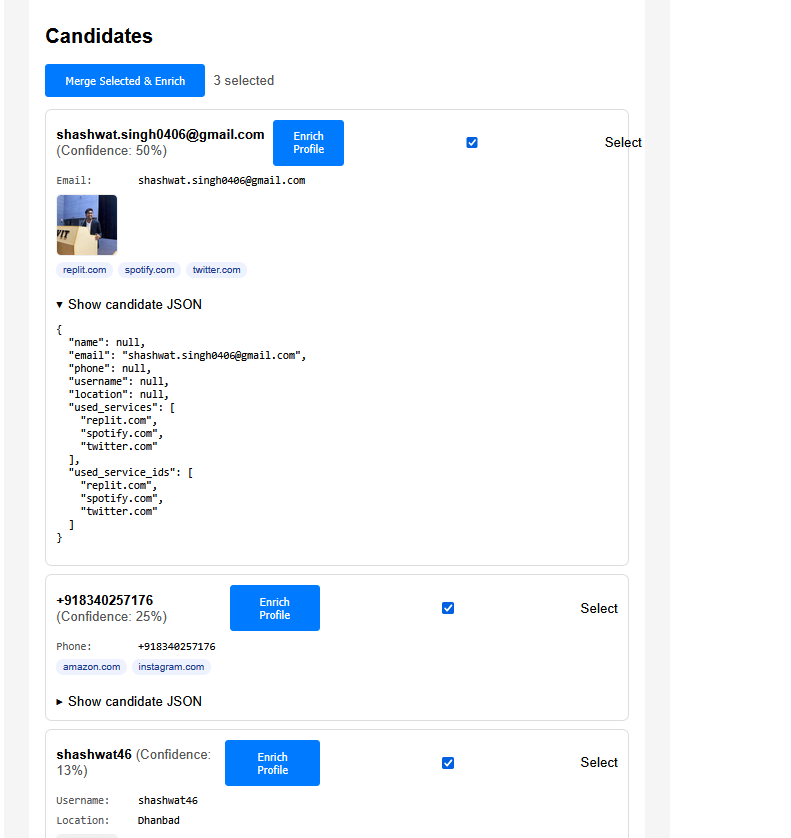 Candidates
Merge Selected & Enrich 3 selected
shashwat.singh0406@gmail.com
(Confidence: 50%)
Enrich
Profile
Select
Email: shashwat.singh0406@gmail.com
VIT
replit.com spotify.com twitter.com
▾ Show candidate JSON
{
"name": null,
"email": "shashwat.singh0406@gmail.com",
"phone": null,
"username": null,
"location": null,
"used_services": [
"replit.com",
"spotify.com",
"twitter.com"
],
"used_service_ids": [
"replit.com",
"spotify.com",
"twitter.com"
]
}
+918340257176
(Confidence: 25%)
Enrich
Profile
Select
Phone: +918340257176
amazon.com instagram.com
▸ Show candidate JSON
shashwat46 (Confidence:
13%)
Enrich
Profile
Select
Username: shashwat46
Location: Dhanbad